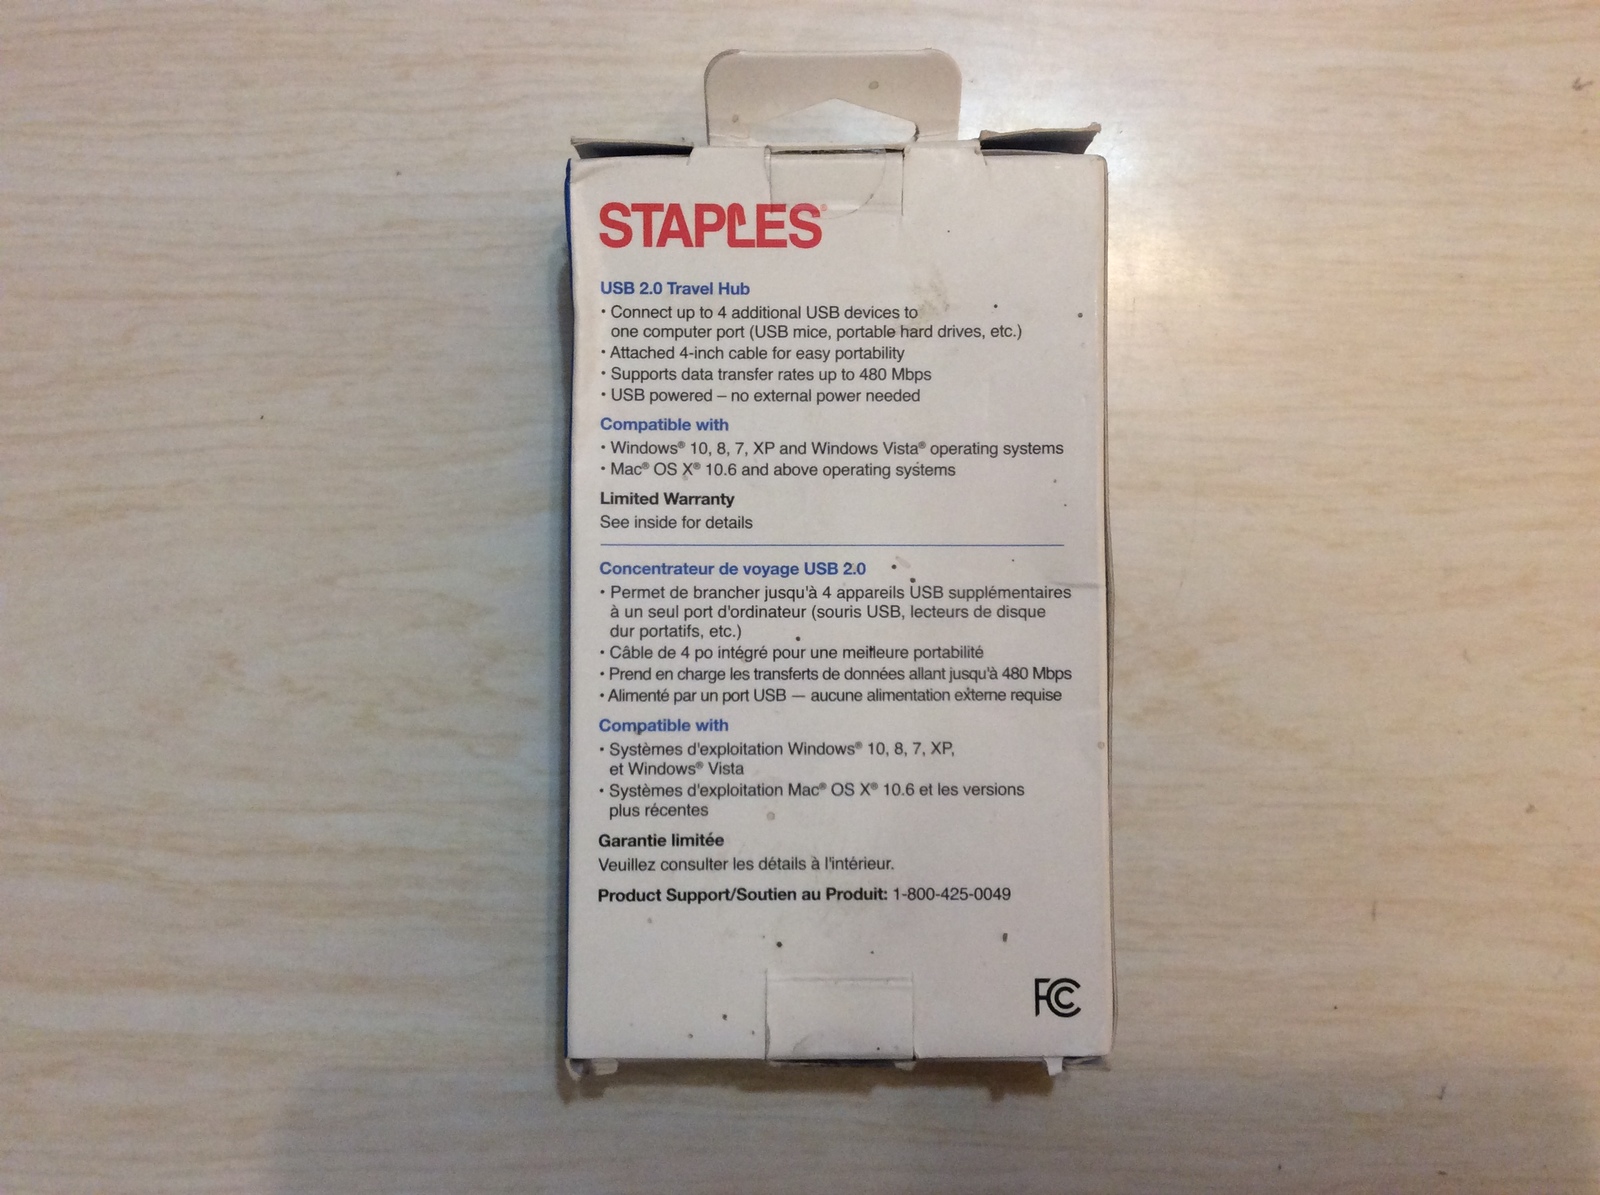 STAPLES®
USB 2.0 Travel Hub
• Connect up to 4 additional USB devices to
one computer port (USB mice, portable hard drives, etc.)
• Attached 4-inch cable for easy portability
• Supports data transfer rates up to 480 Mbps
• USB powered – no external power needed
Compatible with
• Windows® 10, 8, 7, XP and Windows Vista® operating systems
• Mac® OS X® 10.6 and above operating systems
Limited Warranty
See inside for details
Concentrateur de voyage USB 2.0
• Permet de brancher jusqu'à 4 appareils USB supplémentaires
à un seul port d'ordinateur (souris USB, lecteurs de disque
dur portatifs, etc.)
• Câble de 4 po intégré pour une meilleure portabilité
• Prend en charge les transferts de données allant jusqu'à 480 Mbps
• Alimenté par un port USB — aucune alimentation externe requise
Compatible with
• Systèmes d'exploitation Windows® 10, 8, 7, XP,
et Windows® Vista
• Systèmes d'exploitation Mac® OS X® 10.6 et les versions
plus récentes
Garantie limitée
Veuillez consulter les détails à l'intérieur.
Product Support/Soutien au Produit: 1-800-425-0049
FC